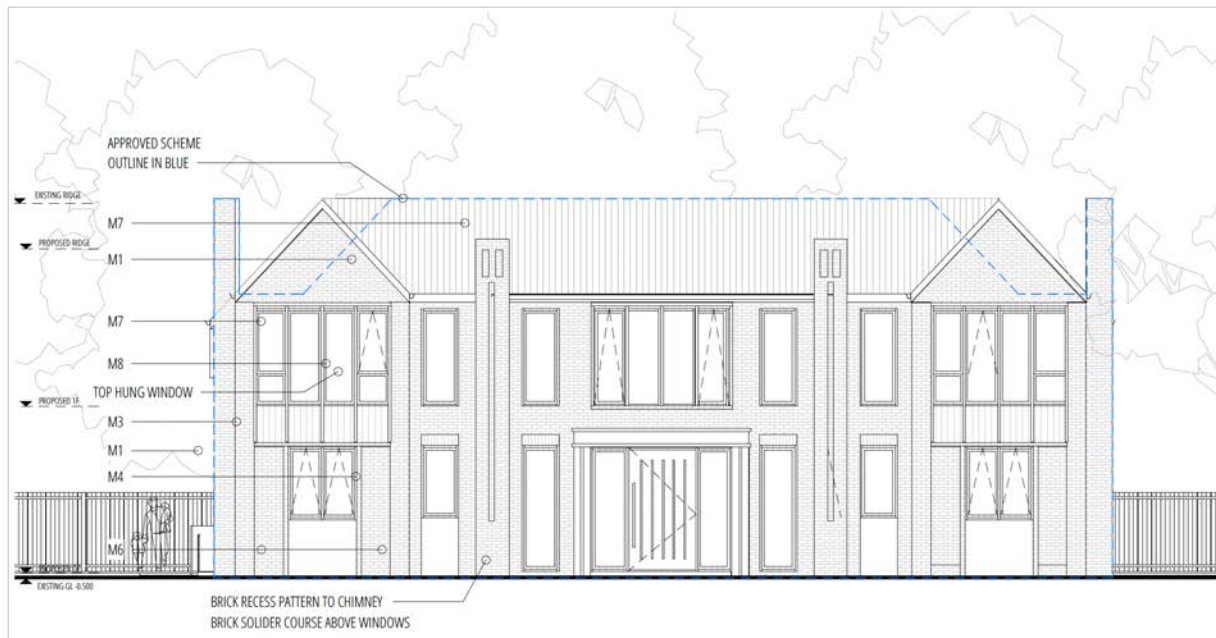 APPROVED SCHEME
OUTLINE IN BLUE
EXISTING RIDGE
M7
PROPOSED RIDGE
M1
M7
M8
TOP HUNG WINDOW
PROPOSED 1F
M3
M1
M4
M6
PROPOSED
EXISTING GL -0.500
BRICK RECESS PATTERN TO CHIMNEY
BRICK SOLIDER COURSE ABOVE WINDOWS